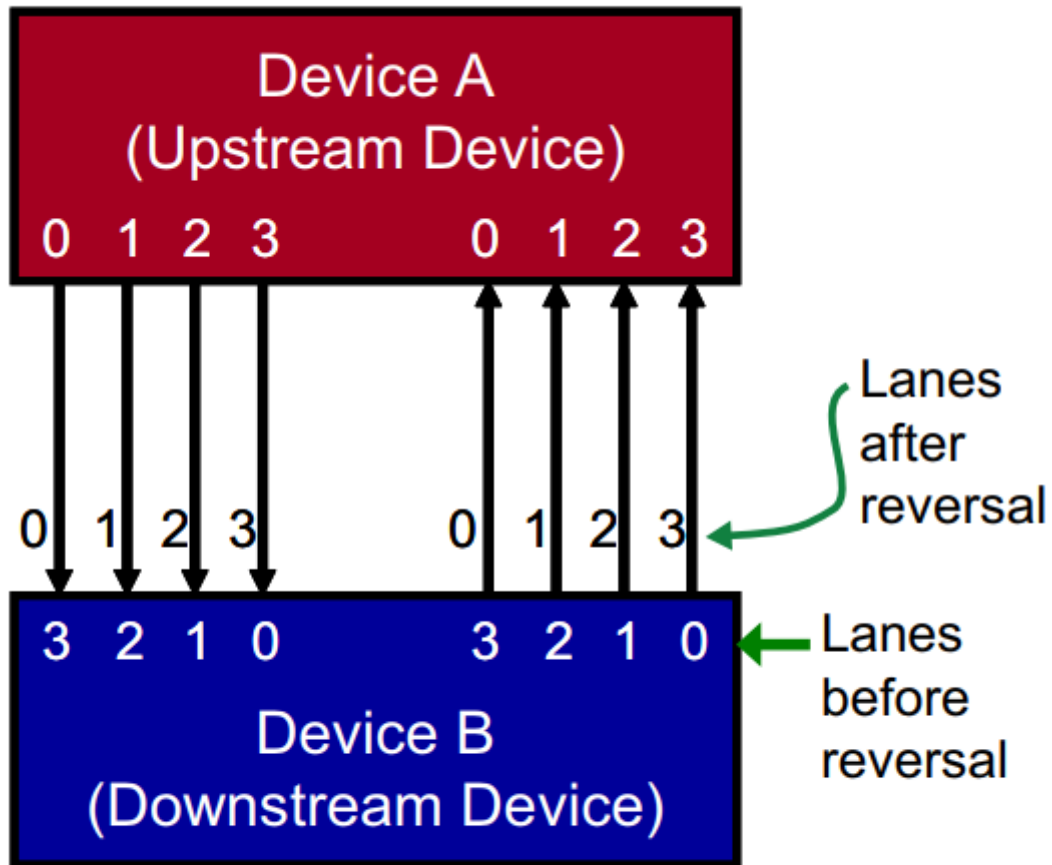 Device A
(Upstream Device)
0 1 2 3 0 1 2 3
Lanes
after
reversal
0 1 2 3 0 1 2 3
3 2 1 0 3 2 1 0
Lanes
before
reversal
Device B
(Downstream Device)